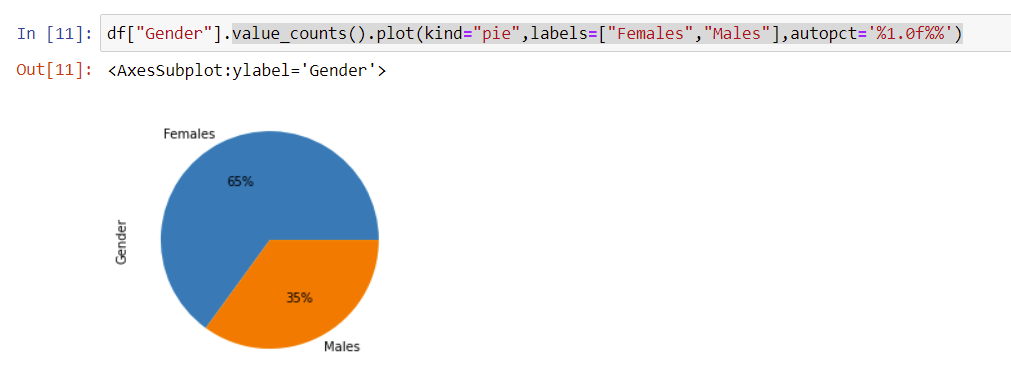 In [11]: df["Gender"].value_counts().plot(kind="pie",labels=["Females","Males"],autopct='%1.0f%%')
Out[11]: <AxesSubplot:ylabel='Gender'>
Females
65%
Gender
35%
Males